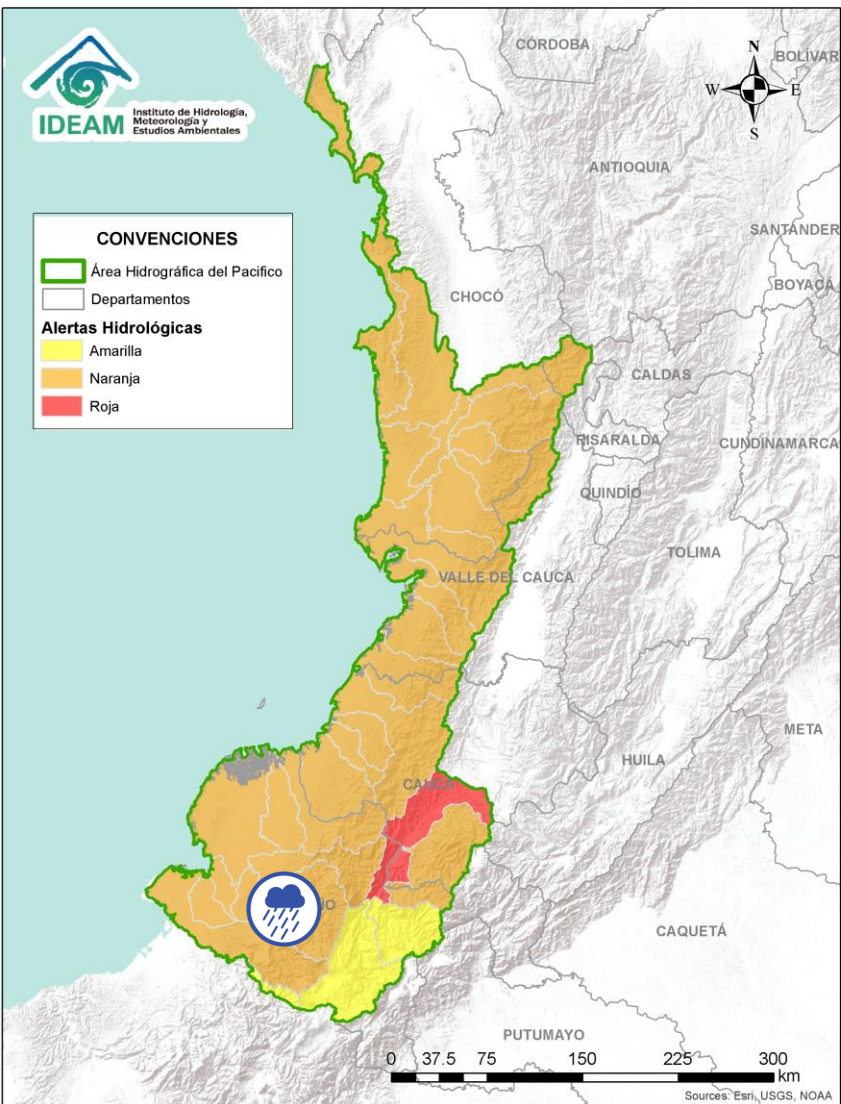 IDEAM
Instituto de Hidrología,
Meteorología y
Estudios Ambientales
CÓRDOBA
BOLÍVAR
N
W
E
S
ANTIOQUIA
SANTANDER
CONVENCIONES
Área Hidrográfica del Pacifico
Departamentos
Alertas Hidrológicas
Amarilla
Naranja
Roja
BOYACÁ
CHOCÓ
CALDAS
RISARALDA
CUNDINAMARCA
QUINDÍO
TOLIMA
VALLE DEL CAUCA
META
HUILA
CAUCA
CAQUETÁ
PUTUMAYO
0 37.5 75 150 225 300
km
Sources: Esri, USGS, NOAA